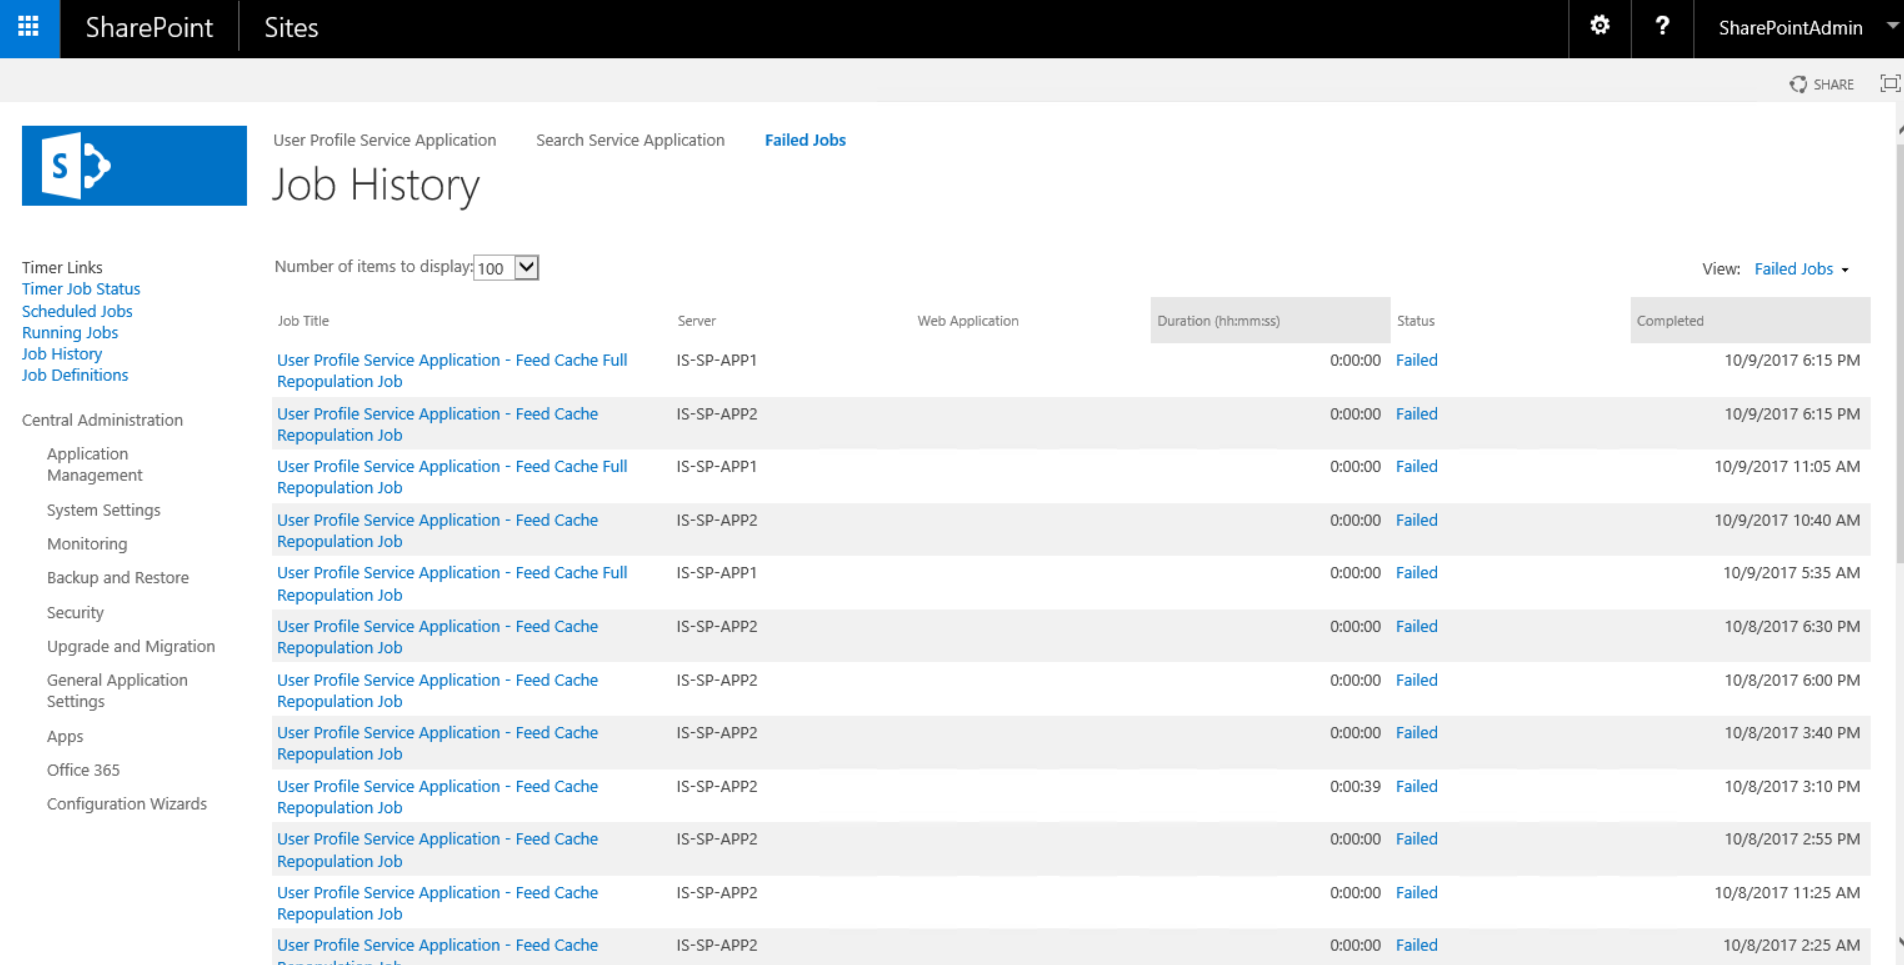 SharePoint Sites ? SharePointAdmin
SHARE
S
User Profile Service Application Search Service Application Failed Jobs
Job History
Timer Links
Timer Job Status
Scheduled Jobs
Running Jobs
Job History
Job Definitions
Central Administration
Application
Management
System Settings
Monitoring
Backup and Restore
Security
Upgrade and Migration
General Application
Settings
Apps
Office 365
Configuration Wizards
Number of items to display: 100 View: Failed Jobs
Job Title Server Web Application Duration (hh:mm:ss) Status Completed
User Profile Service Application - Feed Cache Full IS-SP-APP1 0:00:00 Failed 10/9/2017 6:15 PM
Repopulation Job
User Profile Service Application - Feed Cache IS-SP-APP2 0:00:00 Failed 10/9/2017 6:15 PM
Repopulation Job
User Profile Service Application - Feed Cache Full IS-SP-APP1 0:00:00 Failed 10/9/2017 11:05 AM
Repopulation Job
User Profile Service Application - Feed Cache IS-SP-APP2 0:00:00 Failed 10/9/2017 10:40 AM
Repopulation Job
User Profile Service Application - Feed Cache Full IS-SP-APP1 0:00:00 Failed 10/9/2017 5:35 AM
Repopulation Job
User Profile Service Application - Feed Cache IS-SP-APP2 0:00:00 Failed 10/8/2017 6:30 PM
Repopulation Job
User Profile Service Application - Feed Cache IS-SP-APP2 0:00:00 Failed 10/8/2017 6:00 PM
Repopulation Job
User Profile Service Application - Feed Cache IS-SP-APP2 0:00:00 Failed 10/8/2017 3:40 PM
Repopulation Job
User Profile Service Application - Feed Cache IS-SP-APP2 0:00:39 Failed 10/8/2017 3:10 PM
Repopulation Job
User Profile Service Application - Feed Cache IS-SP-APP2 0:00:00 Failed 10/8/2017 2:55 PM
Repopulation Job
User Profile Service Application - Feed Cache IS-SP-APP2 0:00:00 Failed 10/8/2017 11:25 AM
Repopulation Job
User Profile Service Application - Feed Cache IS-SP-APP2 0:00:00 Failed 10/8/2017 2:25 AM